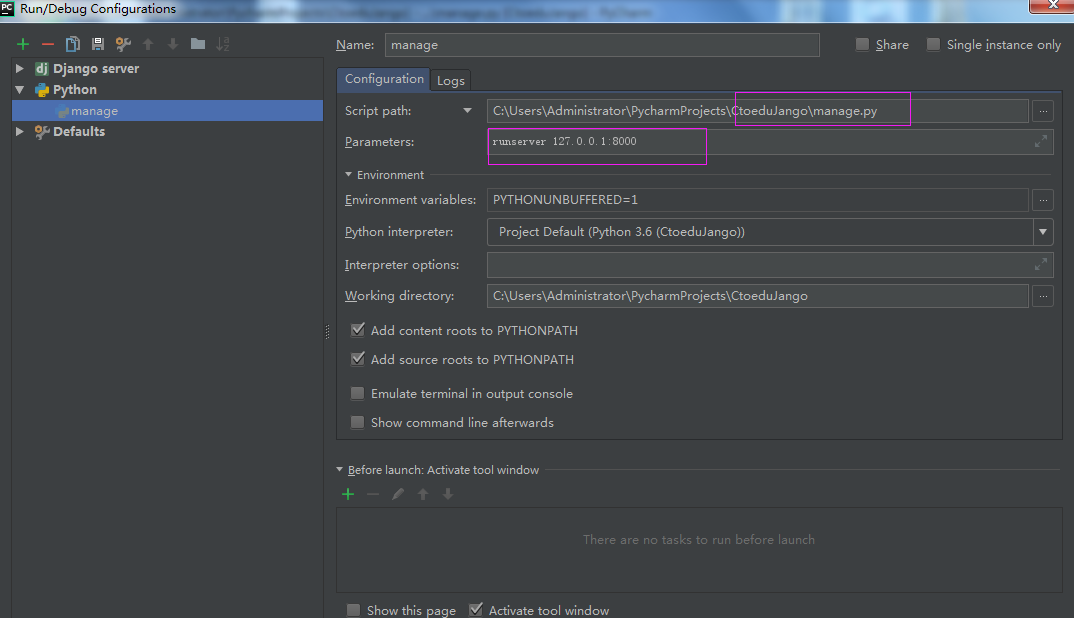 PC Run/Debug Configurations
Name: manage Share Single instance only
dj Django server
Python
manage
Defaults
Configuration Logs
Script path: C:\Users\Administrator\PycharmProjects\CtoeduJango\manage.py ...
Parameters: runserver 127.0.0.1:8000
Environment
Environment variables: PYTHONUNBUFFERED=1 ...
Python interpreter: Project Default (Python 3.6 (CtoeduJango))
Interpreter options:
Working directory: C:\Users\Administrator\PycharmProjects\CtoeduJango ...
Add content roots to PYTHONPATH
Add source roots to PYTHONPATH
Emulate terminal in output console
Show command line afterwards
Before launch: Activate tool window
There are no tasks to run before launch
Show this page Activate tool window